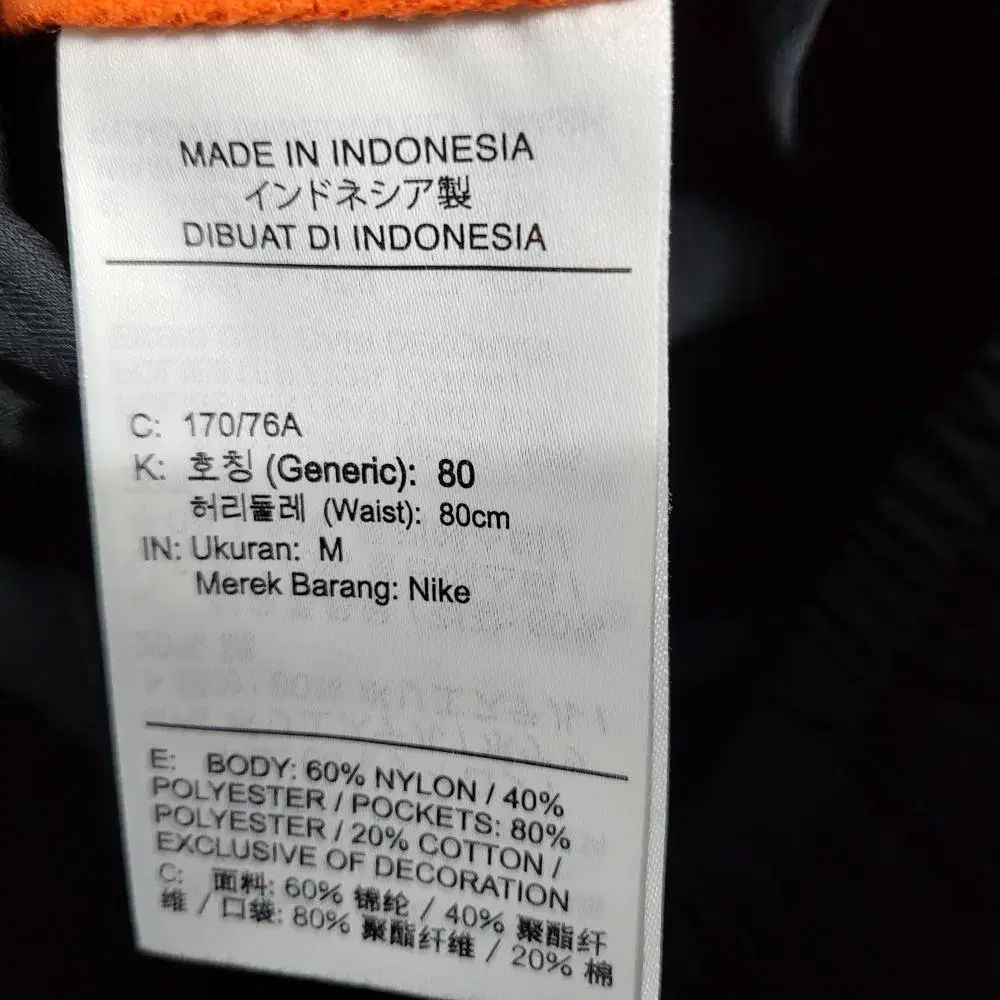 MADE IN INDONESIA
インドネシア製
DIBUAT DI INDONESIA
C: 170/76A
K: 호칭 (Generic): 80
허리둘레 (Waist): 80cm
IN: Ukuran: M
Merek Barang: Nike
E: BODY: 60% NYLON / 40%
POLYESTER / POCKETS: 80%
POLYESTER / 20% COTTON /
EXCLUSIVE OF DECORATION
C: 面料: 60% 锦纶 / 40% 聚酯纤
维 / 口袋: 80% 聚酯纤维 / 20% 棉